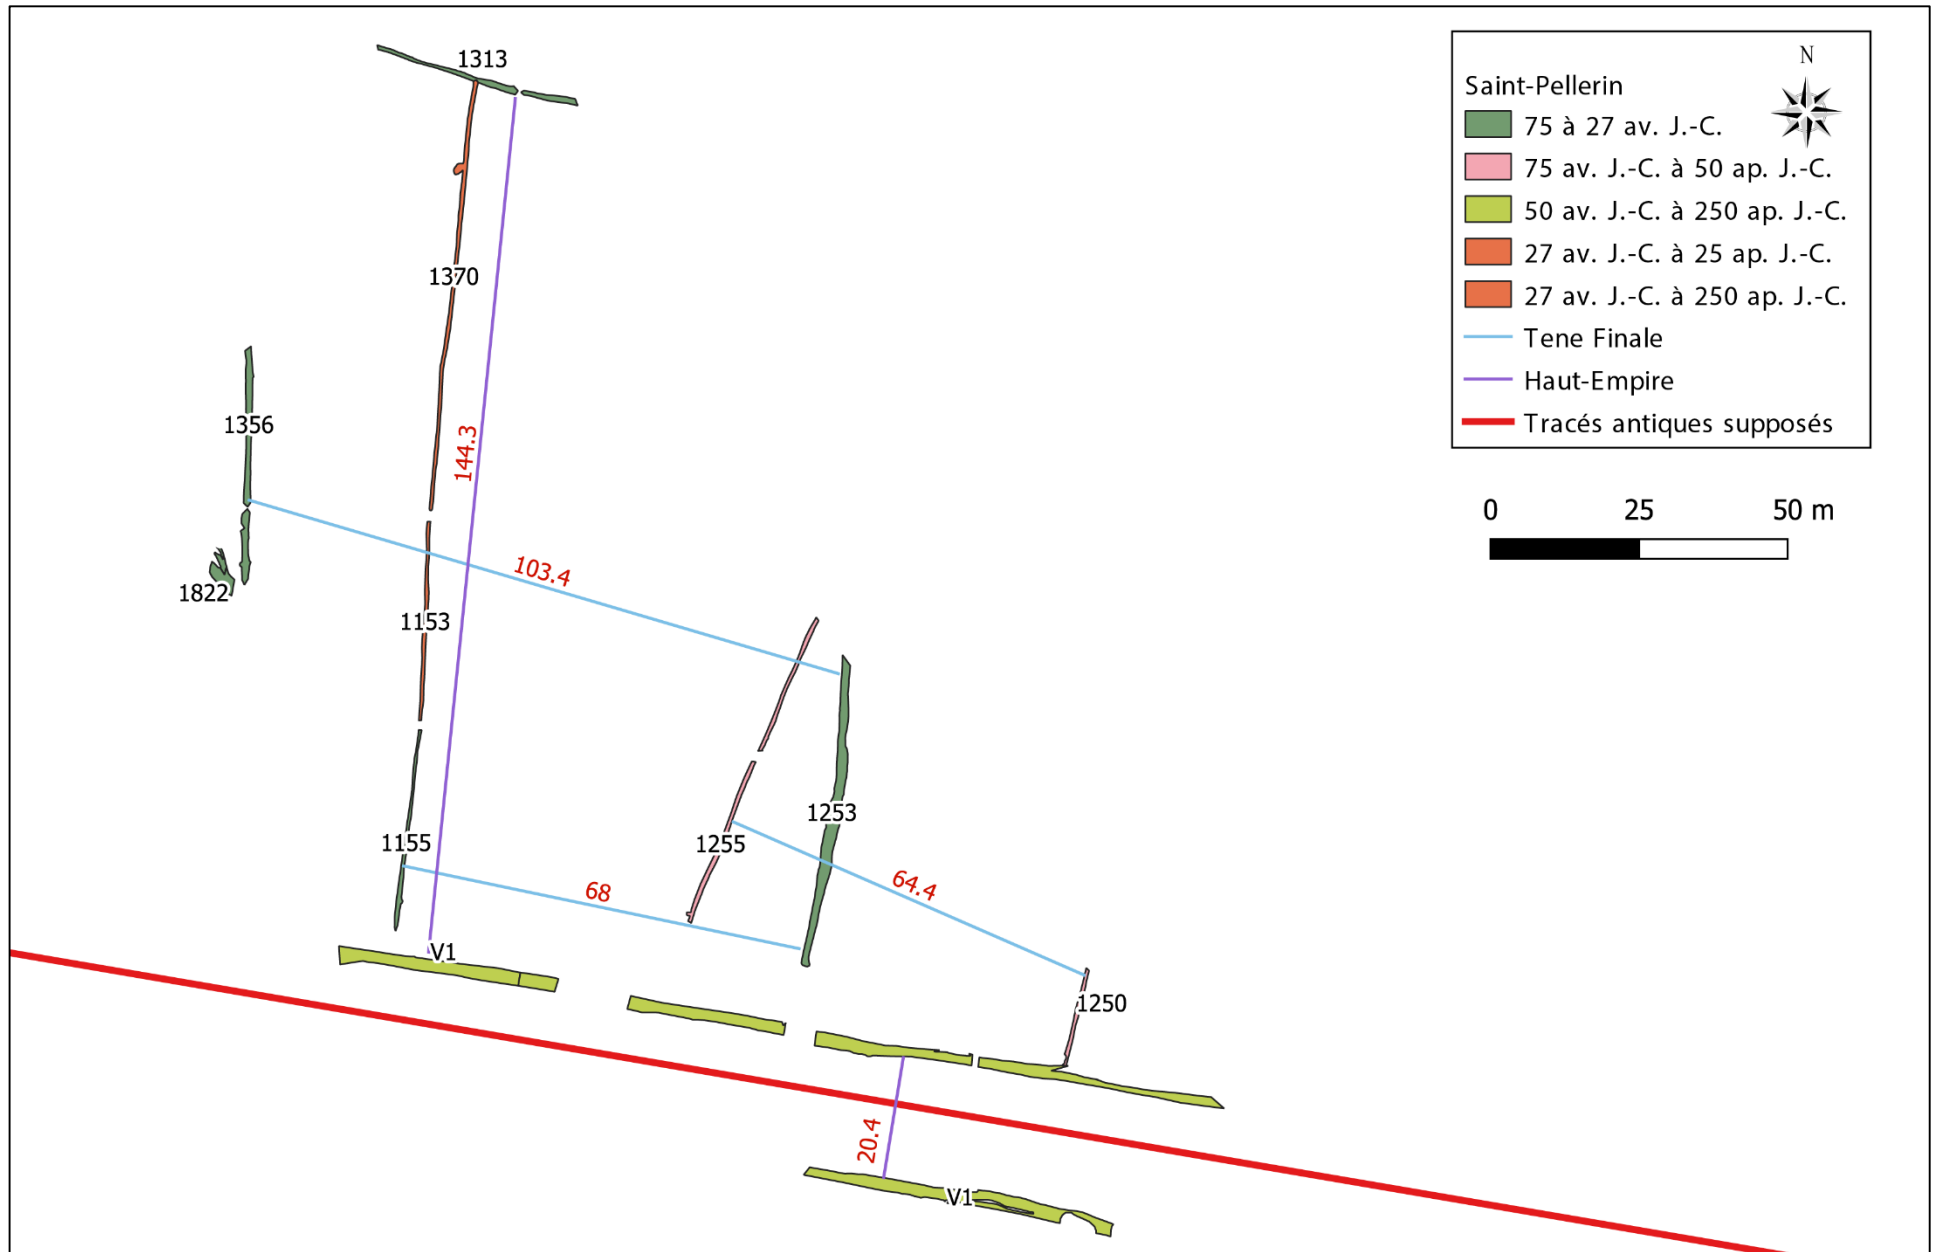 1313
1370
144.3
1356
103.4
1822
1153
1253
1155
1255
68
64.4
V1
1250
20.4
V1
N
Saint-Pellerin
75 à 27 av. J.-C.
75 av. J.-C. à 50 ap. J.-C.
50 av. J.-C. à 250 ap. J.-C.
27 av. J.-C. à 25 ap. J.-C.
27 av. J.-C. à 250 ap. J.-C.
Tene Finale
Haut-Empire
Tracés antiques supposés
0 25 50 m